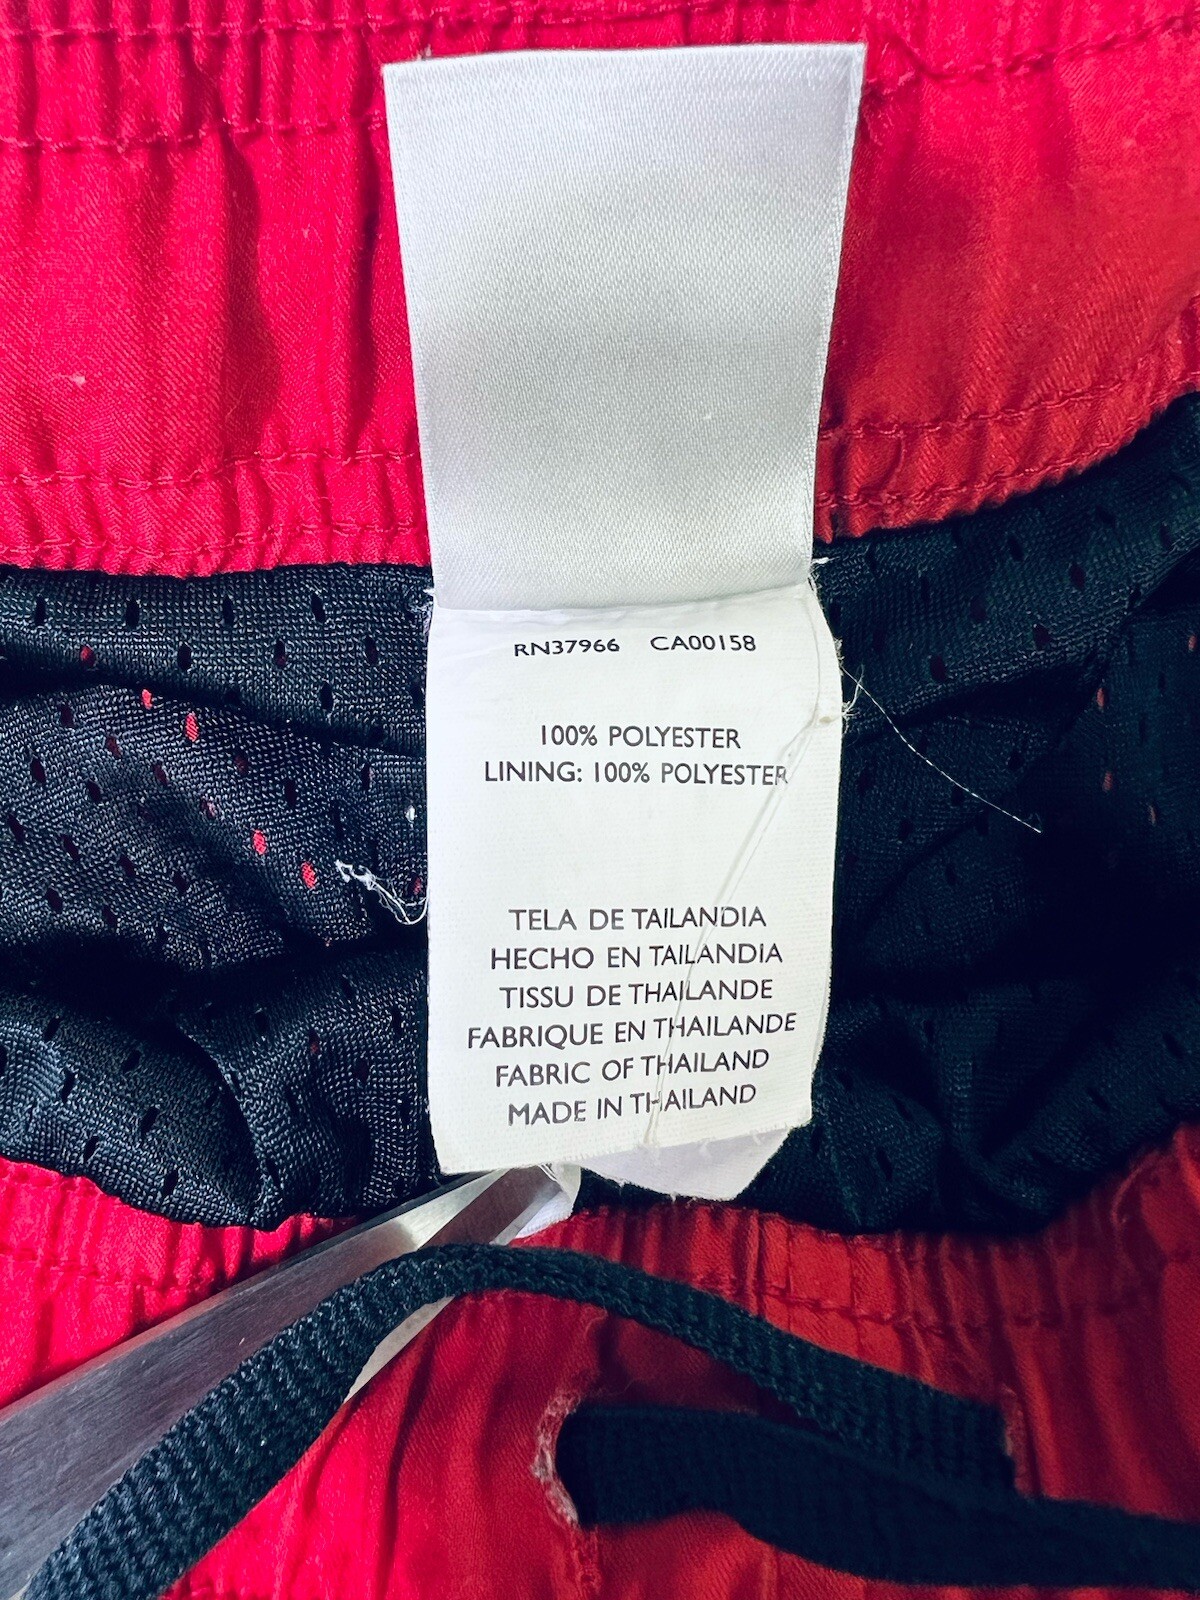 RN37966 CA00158
100% POLYESTER
LINING: 100% POLYESTER
TELA DE TAILANDIA
HECHO EN TAILANDIA
TISSU DE THAILANDE
FABRIQUE EN THAILANDE
FABRIC OF THAILAND
MADE IN THAILAND